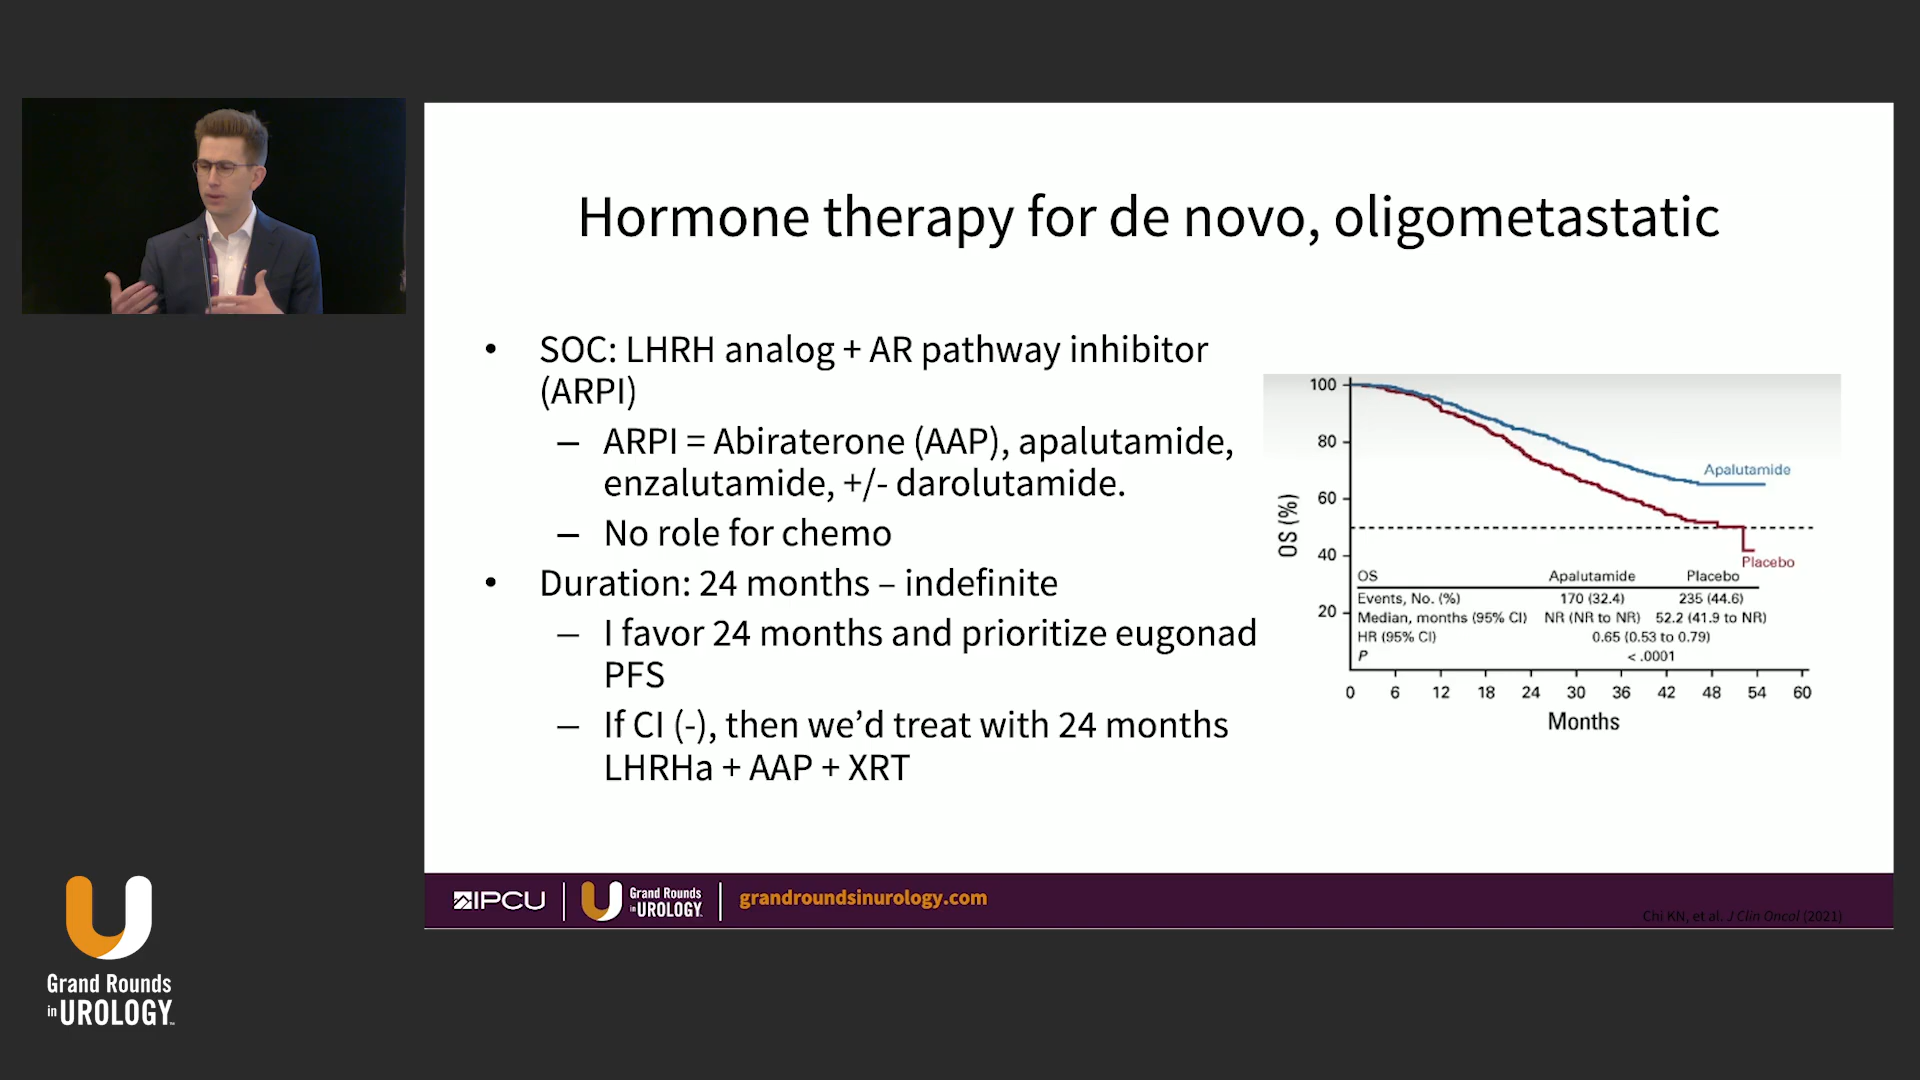 Hormone therapy for de novo, oligometastatic
• SOC: LHRH analog + AR pathway inhibitor
(ARPI)
– ARPI = Abiraterone (AAP), apalutamide,
enzalutamide, +/- darolutamide.
– No role for chemo
• Duration: 24 months – indefinite
– I favor 24 months and prioritize eugonad
PFS
– If CI (-), then we’d treat with 24 months
LHRHa + AAP + XRT
OS (%)
100
80
60
40
20
Apalutamide
Placebo
OS Apalutamide Placebo
Events, No. (%) 170 (32.4) 235 (44.6)
Median, months (95% CI) NR (NR to NR) 52.2 (41.9 to NR)
HR (95% CI) 0.65 (0.53 to 0.79)
P < .0001
0 6 12 18 24 30 36 42 48 54 60
Months
IPCU
Grand Rounds
in UROLOGY™
grandroundsinurology.com
Chi KN, et al. J Clin Oncol (2021)
Grand Rounds
in UROLOGY™